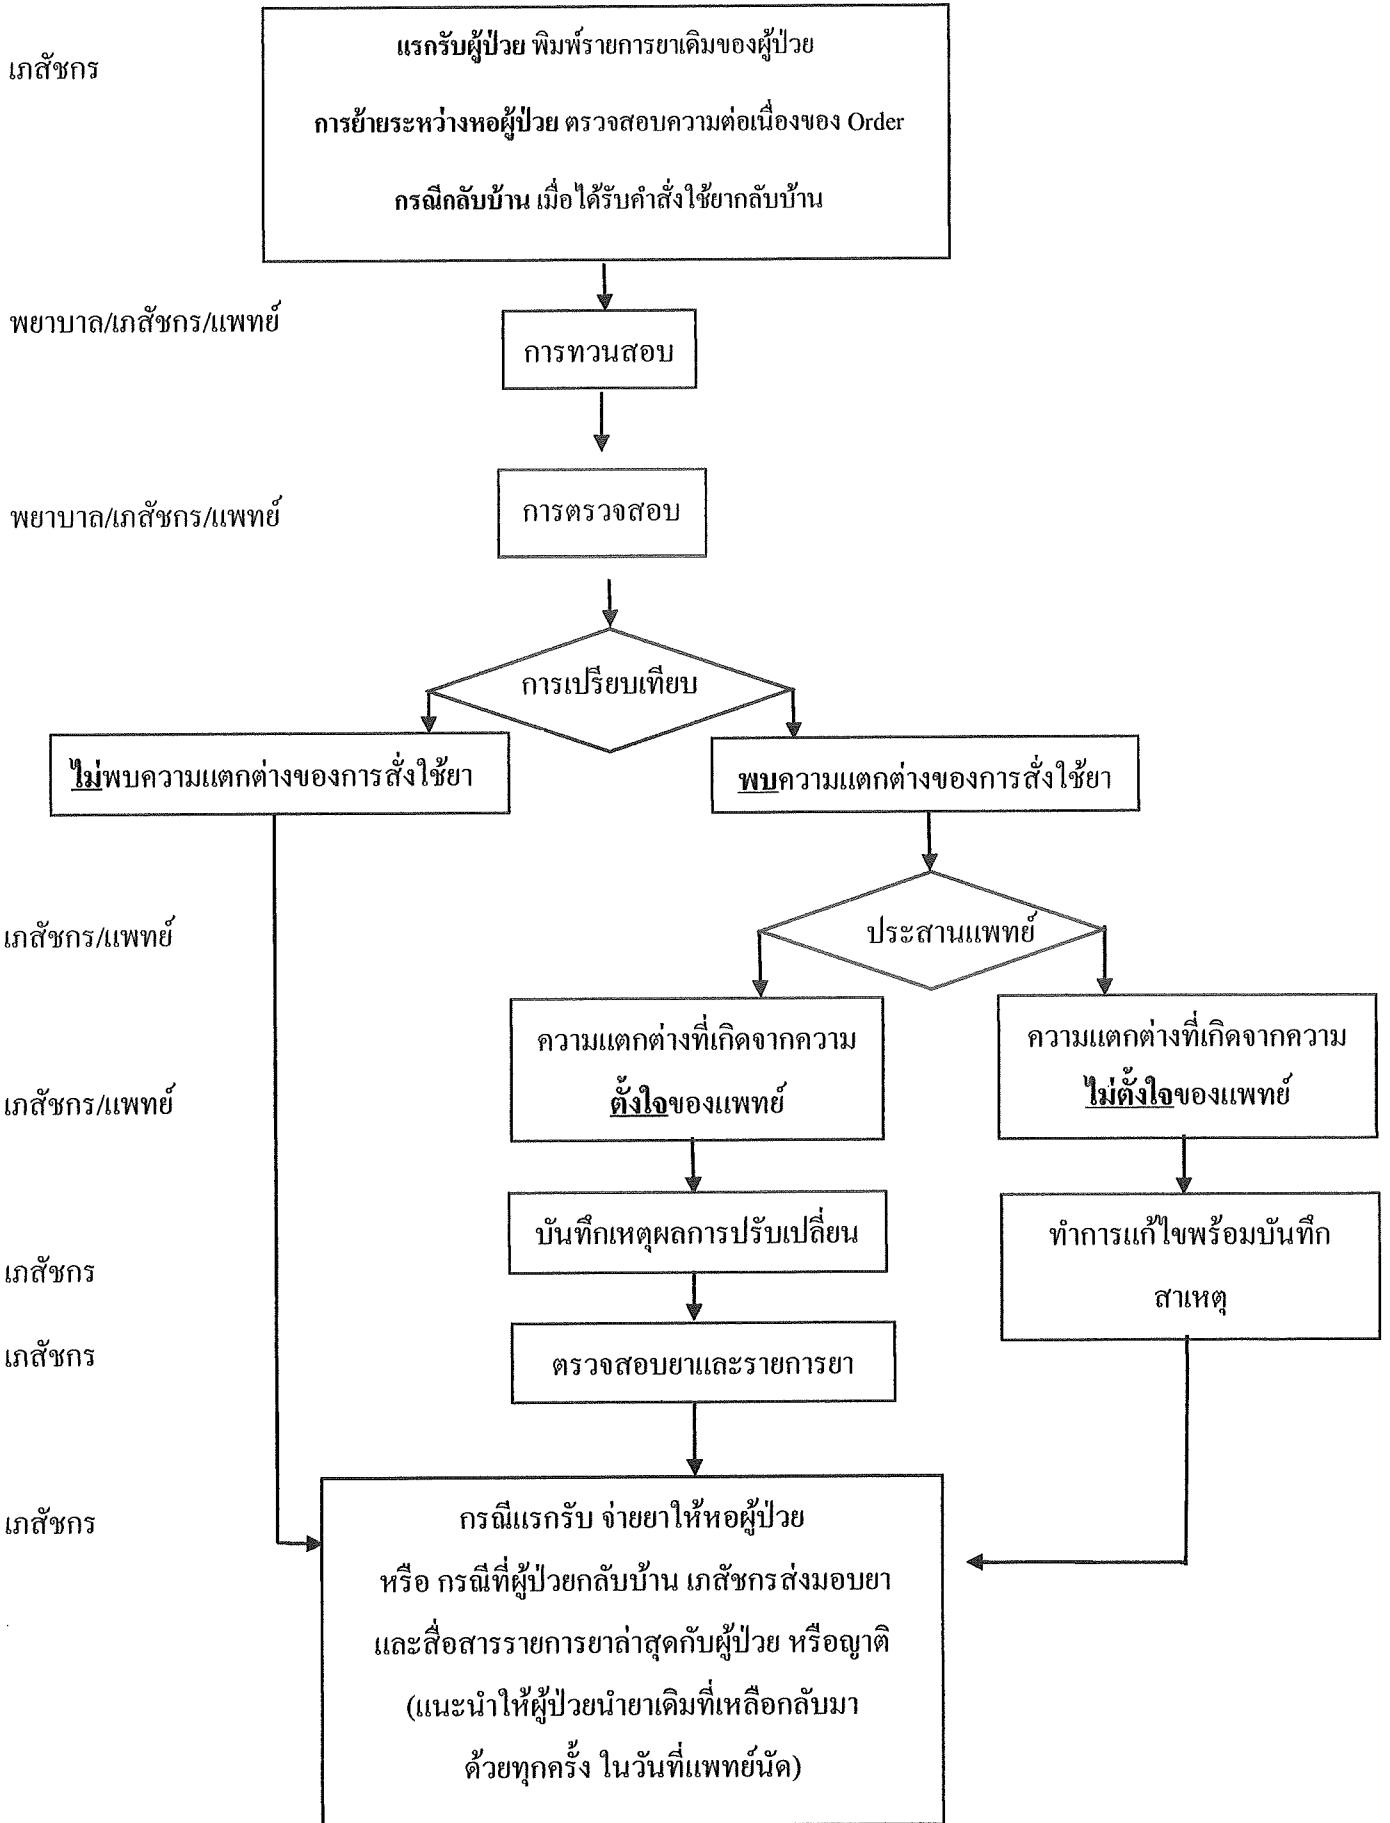 เภสัชกร
แรกรับผู้ป่วย พิมพ์รายการยาเดิมของผู้ป่วย
การย้ายระหว่างหอผู้ป่วย ตรวจสอบความต่อเนื่องของ Order
กรณีกลับบ้าน เมื่อได้รับคำสั่งใช้ยากลับบ้าน
พยาบาล/เภสัชกร/แพทย์
การทวนสอบ
พยาบาล/เภสัชกร/แพทย์
การตรวจสอบ
การเปรียบเทียบ
ไม่พบความแตกต่างของการสั่งใช้ยา
พบความแตกต่างของการสั่งใช้ยา
เภสัชกร/แพทย์
ประสานแพทย์
เภสัชกร/แพทย์
ความแตกต่างที่เกิดจากความ
ตั้งใจของแพทย์
ความแตกต่างที่เกิดจากความ
ไม่ตั้งใจของแพทย์
เภสัชกร
บันทึกเหตุผลการปรับเปลี่ยน
ทำการแก้ไขพร้อมบันทึก
สาเหตุ
เภสัชกร
ตรวจสอบยาและรายการยา
เภสัชกร
กรณีแรกรับ จ่ายยาให้หอผู้ป่วย
หรือ กรณีที่ผู้ป่วยกลับบ้าน เภสัชกรส่งมอบยา
และสื่อสารรายการยาล่าสุดกับผู้ป่วย หรือญาติ
(แนะนำให้ผู้ป่วยนำยาเดิมที่เหลือกลับมา
ด้วยทุกครั้ง ในวันที่แพทย์นัด)